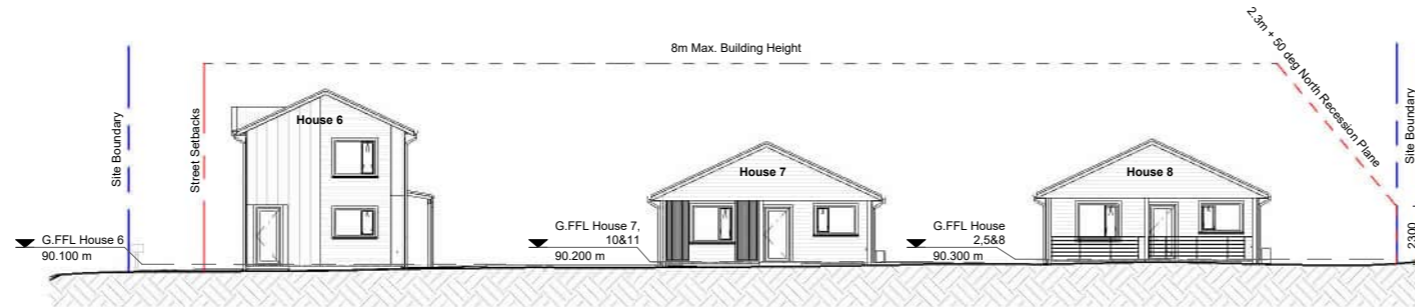 8m Max. Building Height
2.3m + 50 deg North Recession Plane
Site Boundary
Street Setbacks
House 6
House 7
House 8
Site Boundary
G.FFL House 6
90.100 m
G.FFL House 7,
10&11
90.200 m
G.FFL House
2,5&8
90.300 m
2300